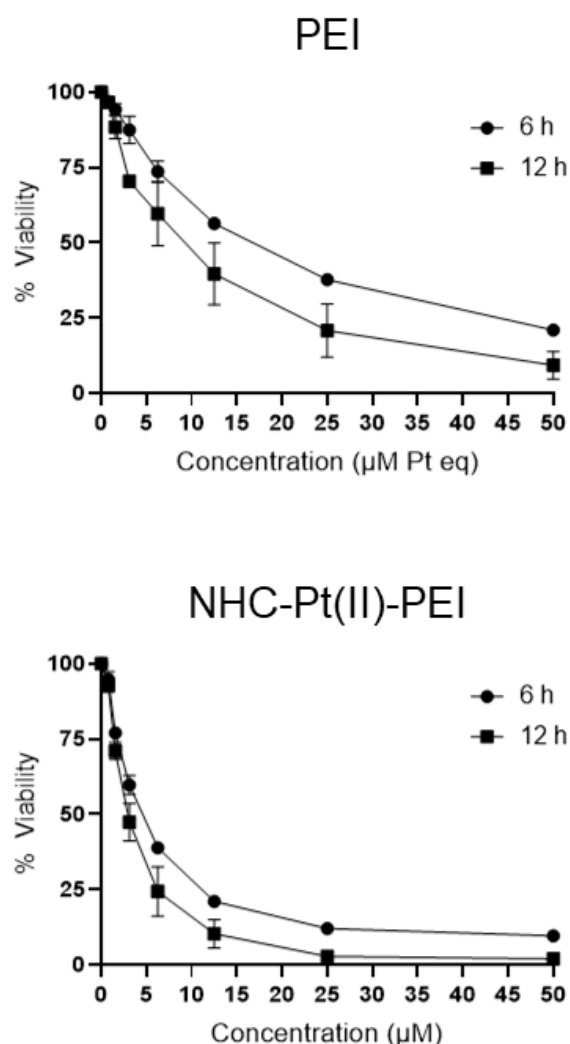 PEI
100
75
50
25
0
% Viability
6 h
12 h
0 5 10 15 20 25 30 35 40 45 50
Concentration (µM Pt eq)
NHC-Pt(II)-PEI
100
75
50
25
0
% Viability
6 h
12 h
0 5 10 15 20 25 30 35 40 45 50
Concentration (µM)